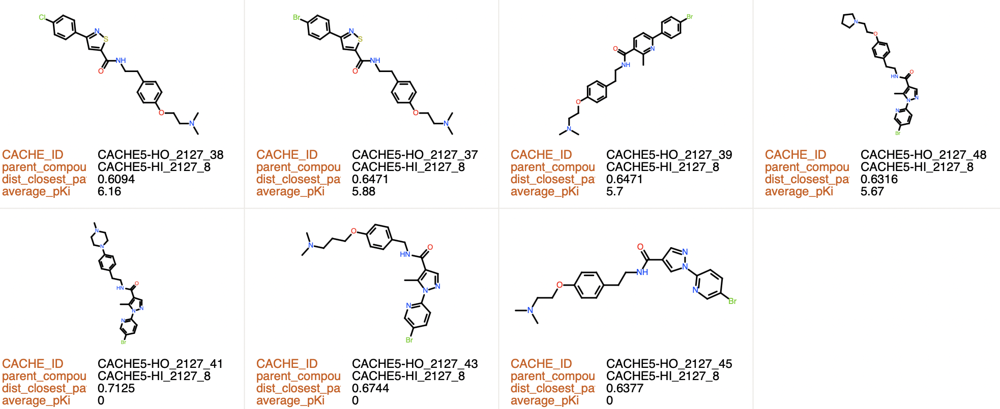 Cl N S NH O O N
CACHE_ID CACHE5-HO_2127_38
parent_compou CACHE5-HI_2127_8
dist_closest_pa 0.6094
average_pKi 6.16
Br N S NH O O N
CACHE_ID CACHE5-HO_2127_37
parent_compou CACHE5-HI_2127_8
dist_closest_pa 0.6471
average_pKi 5.88
Br N O NH O N
CACHE_ID CACHE5-HO_2127_39
parent_compou CACHE5-HI_2127_8
dist_closest_pa 0.6471
average_pKi 5.7
N O HN O N N N Br
CACHE_ID CACHE5-HO_2127_48
parent_compou CACHE5-HI_2127_8
dist_closest_pa 0.6316
average_pKi 5.67
N N HN O N N N Br
CACHE_ID CACHE5-HO_2127_41
parent_compou CACHE5-HI_2127_8
dist_closest_pa 0.7125
average_pKi 0
O N HN O N N N Br
CACHE_ID CACHE5-HO_2127_43
parent_compou CACHE5-HI_2127_8
dist_closest_pa 0.6744
average_pKi 0
O N N NH O N Br N
CACHE_ID CACHE5-HO_2127_45
parent_compou CACHE5-HI_2127_8
dist_closest_pa 0.6377
average_pKi 0